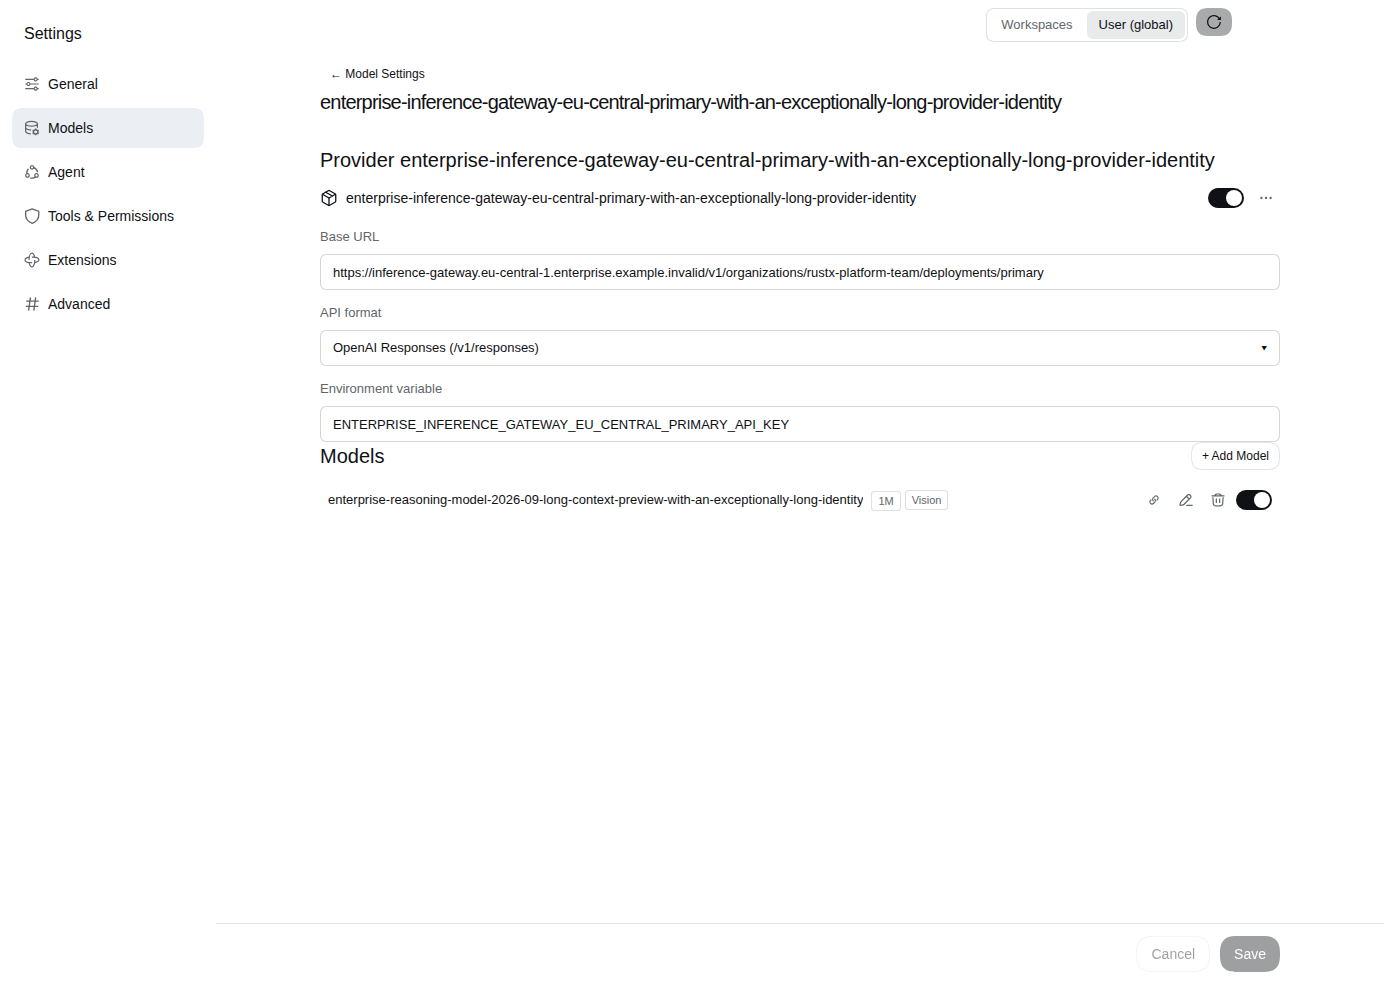 Settings
Workspaces
User (global)
General
Models
Agent
Tools & Permissions
Extensions
Advanced
← Model Settings
enterprise-inference-gateway-eu-central-primary-with-an-exceptionally-long-provider-identity
Provider enterprise-inference-gateway-eu-central-primary-with-an-exceptionally-long-provider-identity
enterprise-inference-gateway-eu-central-primary-with-an-exceptionally-long-provider-identity
Base URL
https://inference-gateway.eu-central-1.enterprise.example.invalid/v1/organizations/rustx-platform-team/deployments/primary
API format
OpenAI Responses (/v1/responses)
Environment variable
ENTERPRISE_INFERENCE_GATEWAY_EU_CENTRAL_PRIMARY_API_KEY
Models
+ Add Model
enterprise-reasoning-model-2026-09-long-context-preview-with-an-exceptionally-long-identity
1M
Vision
Cancel
Save